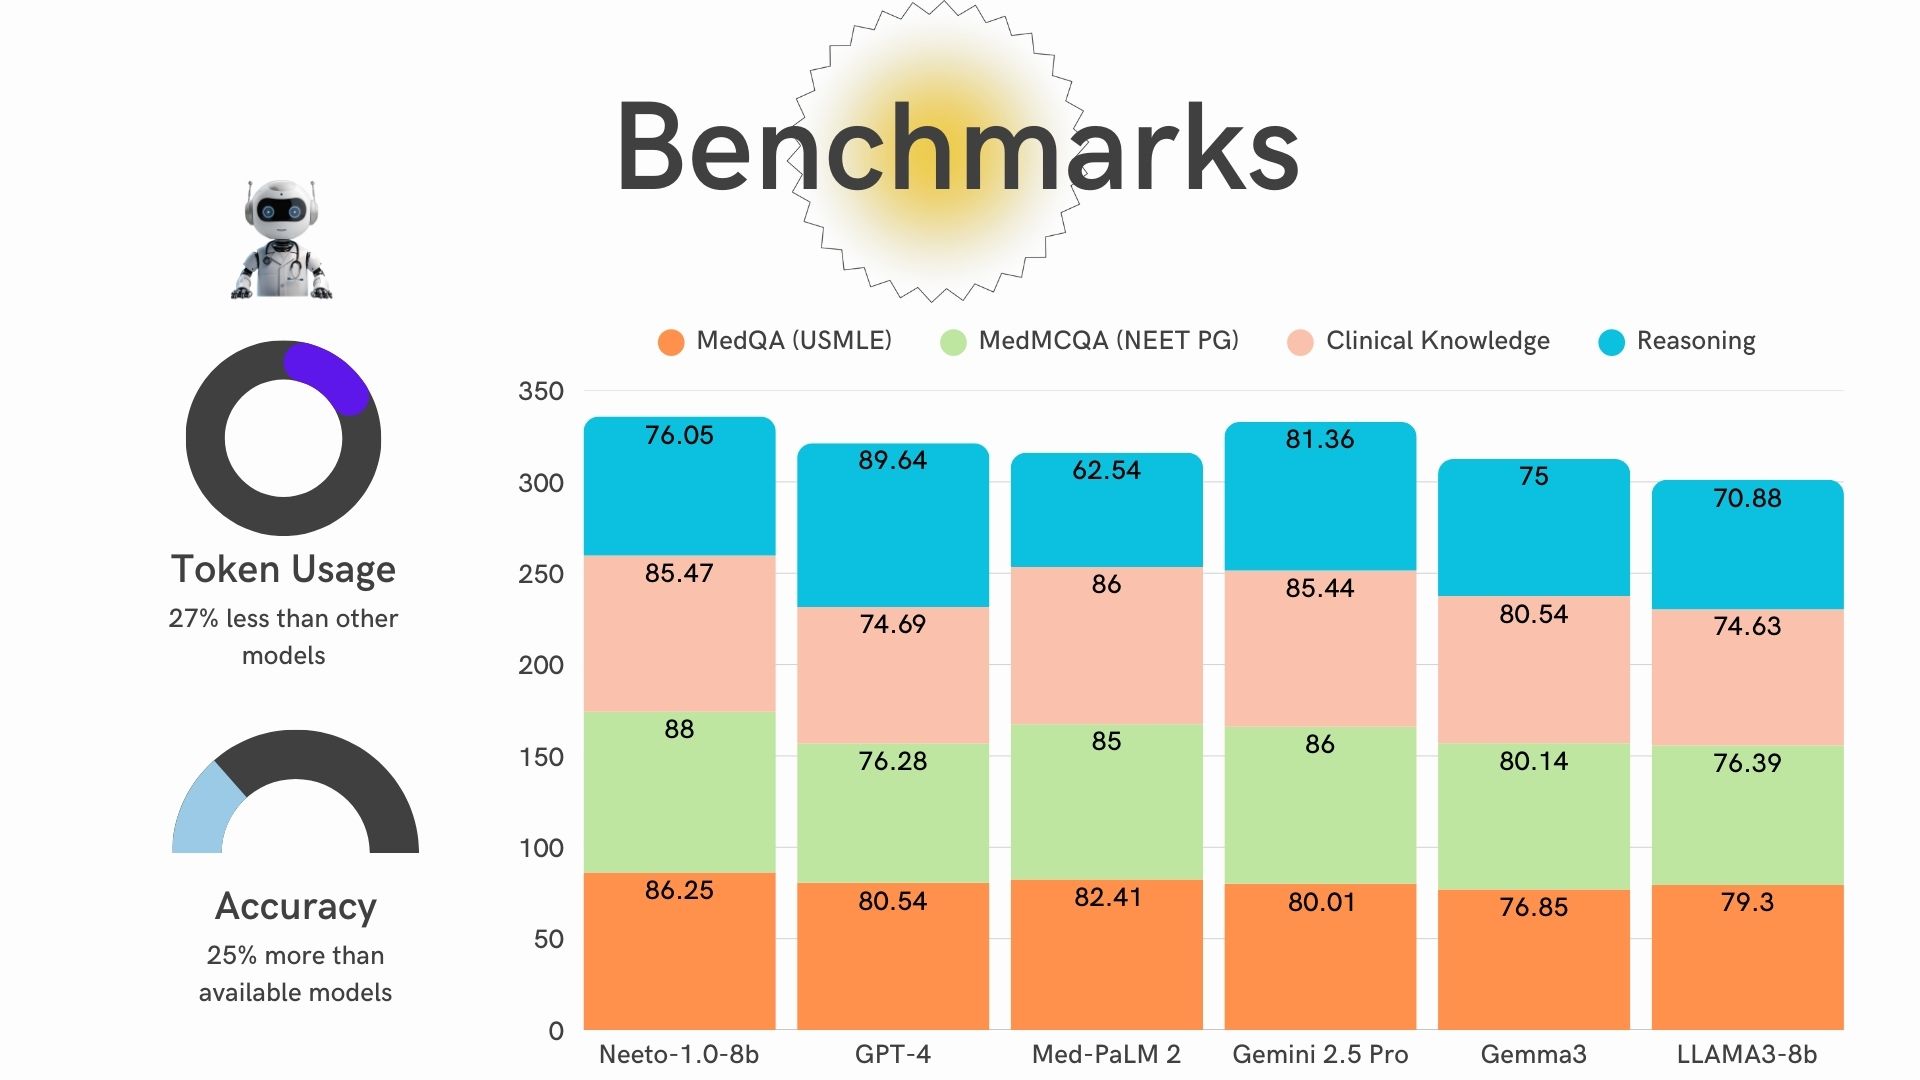 Benchmarks
Token Usage
27% less than other
models
Accuracy
25% more than
available models
MedQA (USMLE)
MedMCQA (NEET PG)
Clinical Knowledge
Reasoning
350
300
250
200
150
100
50
0
76.05
89.64
62.54
81.36
75
70.88
85.47
74.69
86
85.44
80.54
74.63
88
76.28
85
86
80.14
76.39
86.25
80.54
82.41
80.01
76.85
79.3
Neeto-1.0-8b
GPT-4
Med-PaLM 2
Gemini 2.5 Pro
Gemma3
LLAMA3-8b